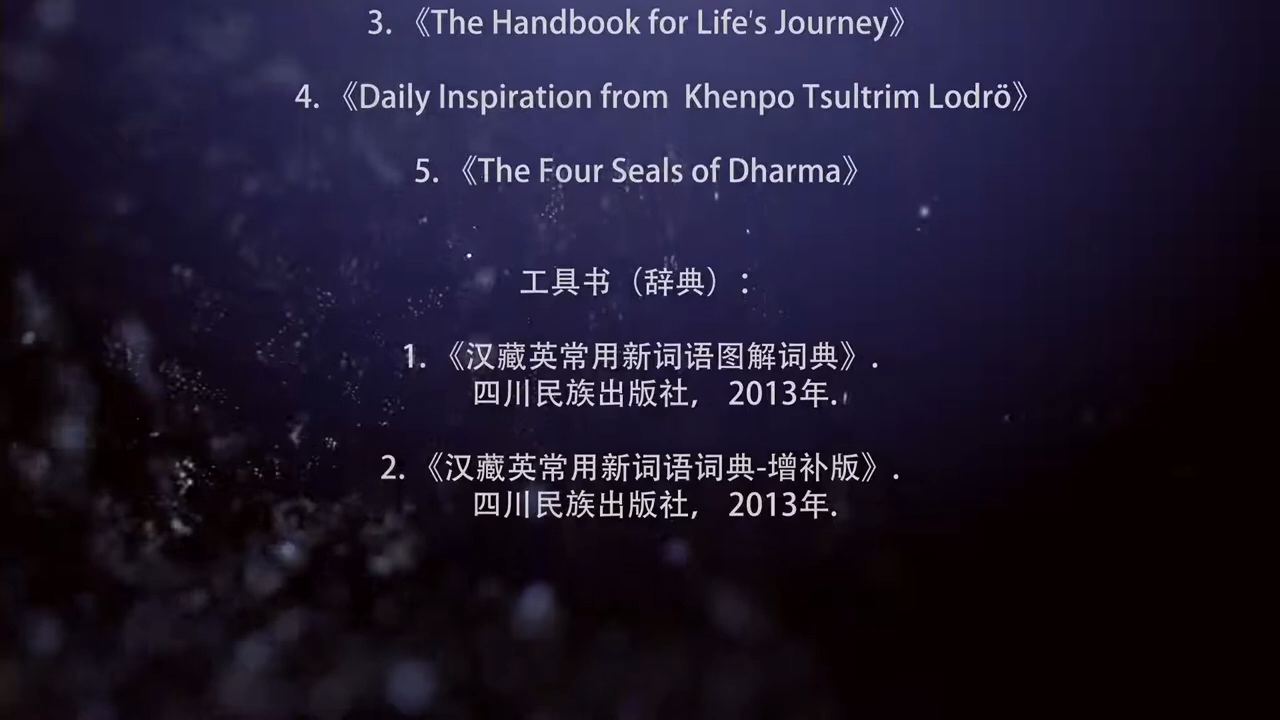 3. 《The Handbook for Life's Journey》
4. 《Daily Inspiration from  Khenpo Tsultrim Lodrö》
5. 《The Four Seals of Dharma》
工具书（辞典）：
1. 《汉藏英常用新词语图解词典》.
四川民族出版社， 2013年.
2. 《汉藏英常用新词语词典-增补版》.
四川民族出版社， 2013年.